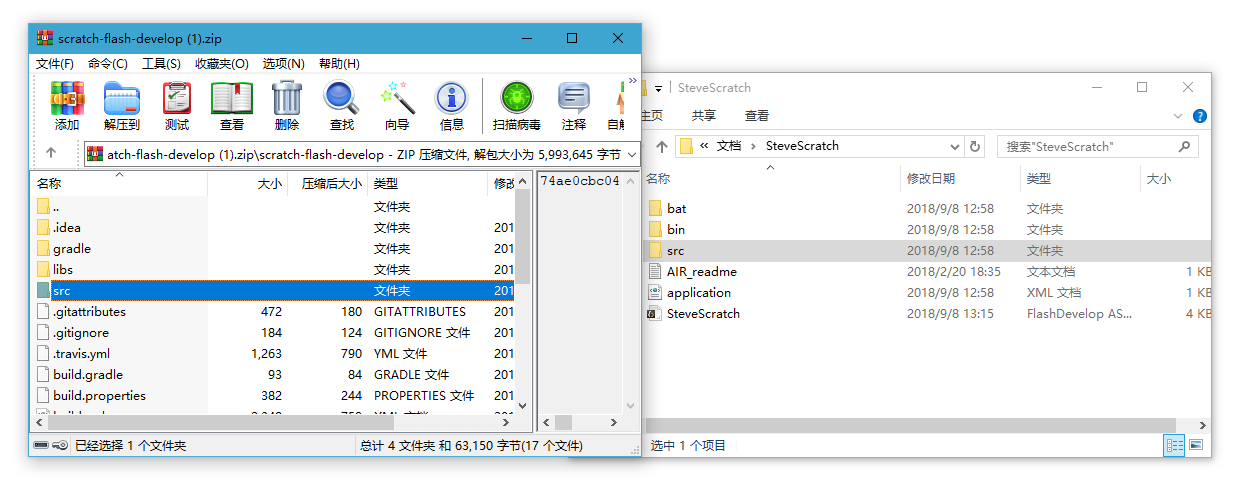 scratch-flash-develop (1).zip
文件(F) 命令(C) 工具(S) 收藏夹(O) 选项(N) 帮助(H)
添加 解压到 测试 查看 删除 查找 向导 信息 扫描病毒 注释
atch-flash-develop (1).zip\scratch-flash-develop - ZIP 压缩文件, 解包大小为 5,993,645 字节
名称 大小 压缩后大小 类型 修改
74ae0cbc04
.. 文件夹
.idea 文件夹 201
gradle 文件夹 201
libs 文件夹 201
src 文件夹 201
.gitattributes 472 180 GITATTRIBUTES 201
.gitignore 184 124 GITIGNORE 文件 201
.travis.yml 1,263 790 YML 文件 201
build.gradle 93 84 GRADLE 文件 201
build.properties 382 244 PROPERTIES 文件 201
已经选择 1 个文件夹 总计 4 文件夹 和 63,150 字节(17 个文件)
SteveScratch
主页 共享 查看
« 文档 › SteveScratch 搜索"SteveScratch"
名称 修改日期 类型 大小
bat 2018/9/8 12:58 文件夹
bin 2018/9/8 12:58 文件夹
src 2018/9/8 12:58 文件夹
AIR_readme 2018/2/20 18:35 文本文档 1 KB
application 2018/9/8 12:58 XML 文档 1 KB
SteveScratch 2018/9/8 13:15 FlashDevelop AS... 4 KB
选中 1 个项目